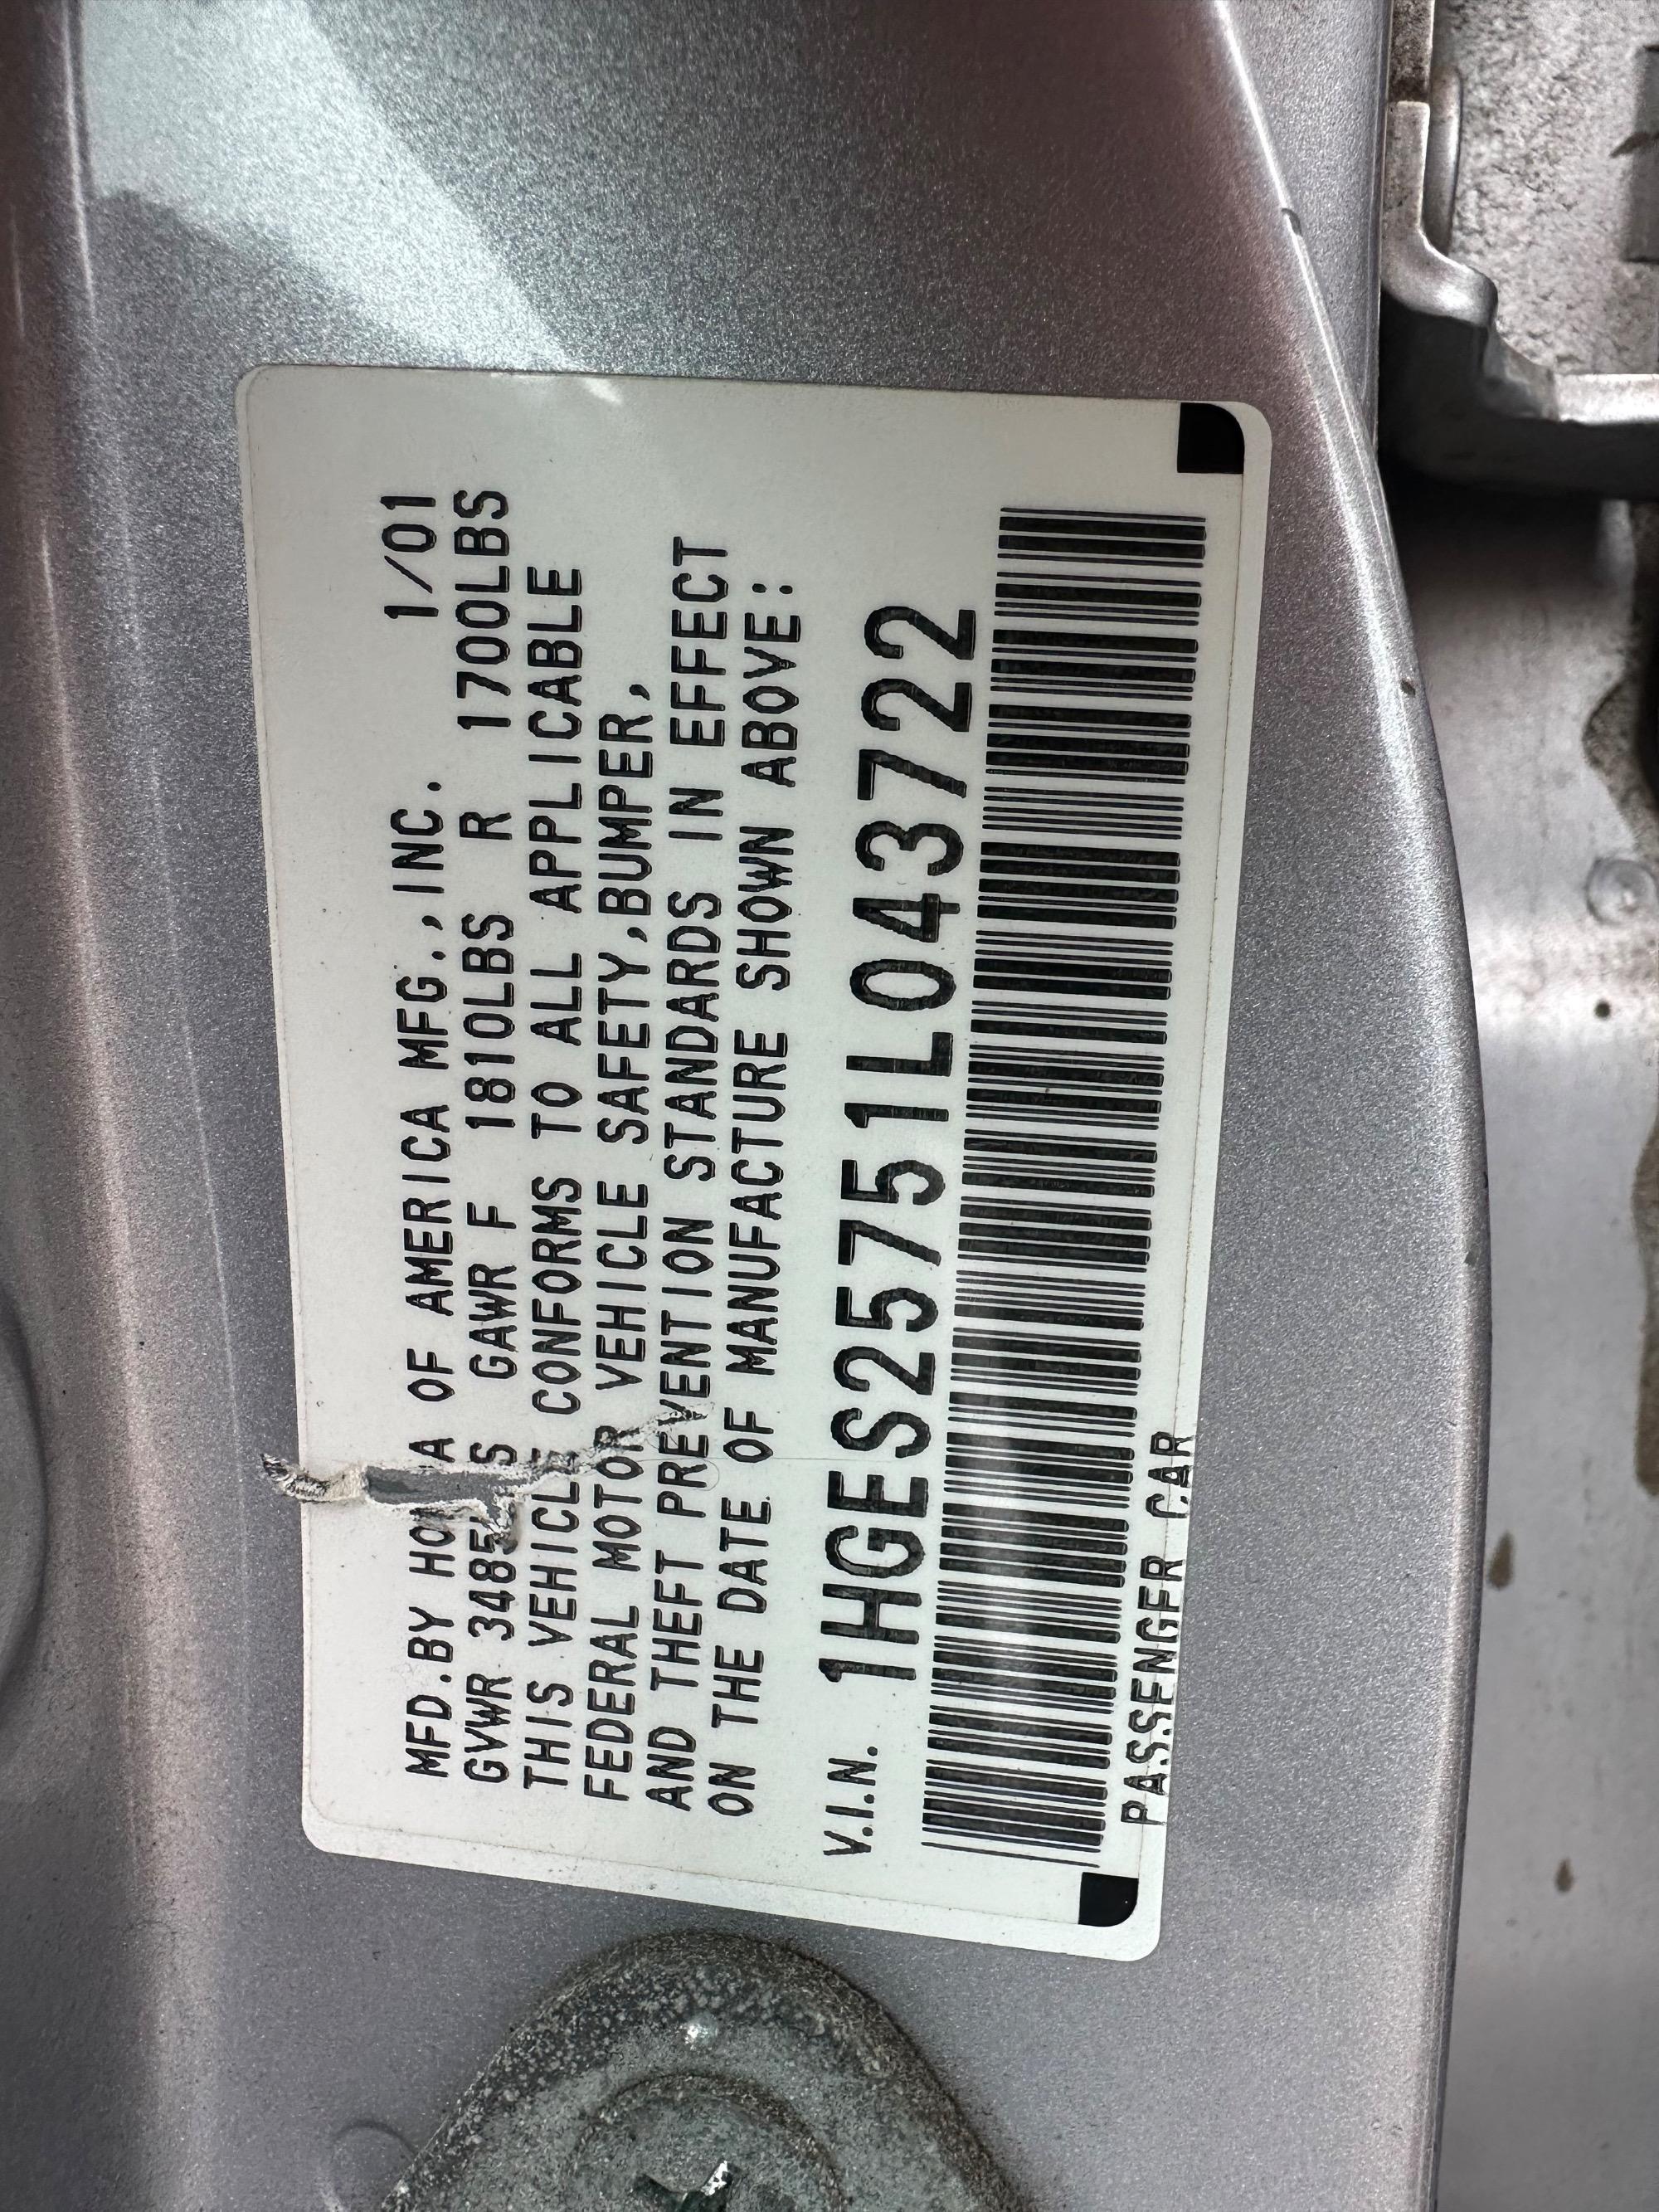 MFD.BY HONDA OF AMERICA MFG.,INC. 1/01
GVWR 3485LBS GAWR F 1810LBS R 1700LBS
THIS VEHICLE CONFORMS TO ALL APPLICABLE
FEDERAL MOTOR VEHICLE SAFETY,BUMPER,
AND THEFT PREVENTION STANDARDS IN EFFECT
ON THE DATE OF MANUFACTURE SHOWN ABOVE:
V.I.N. 1HGES25751L043722
PASSENGER CAR